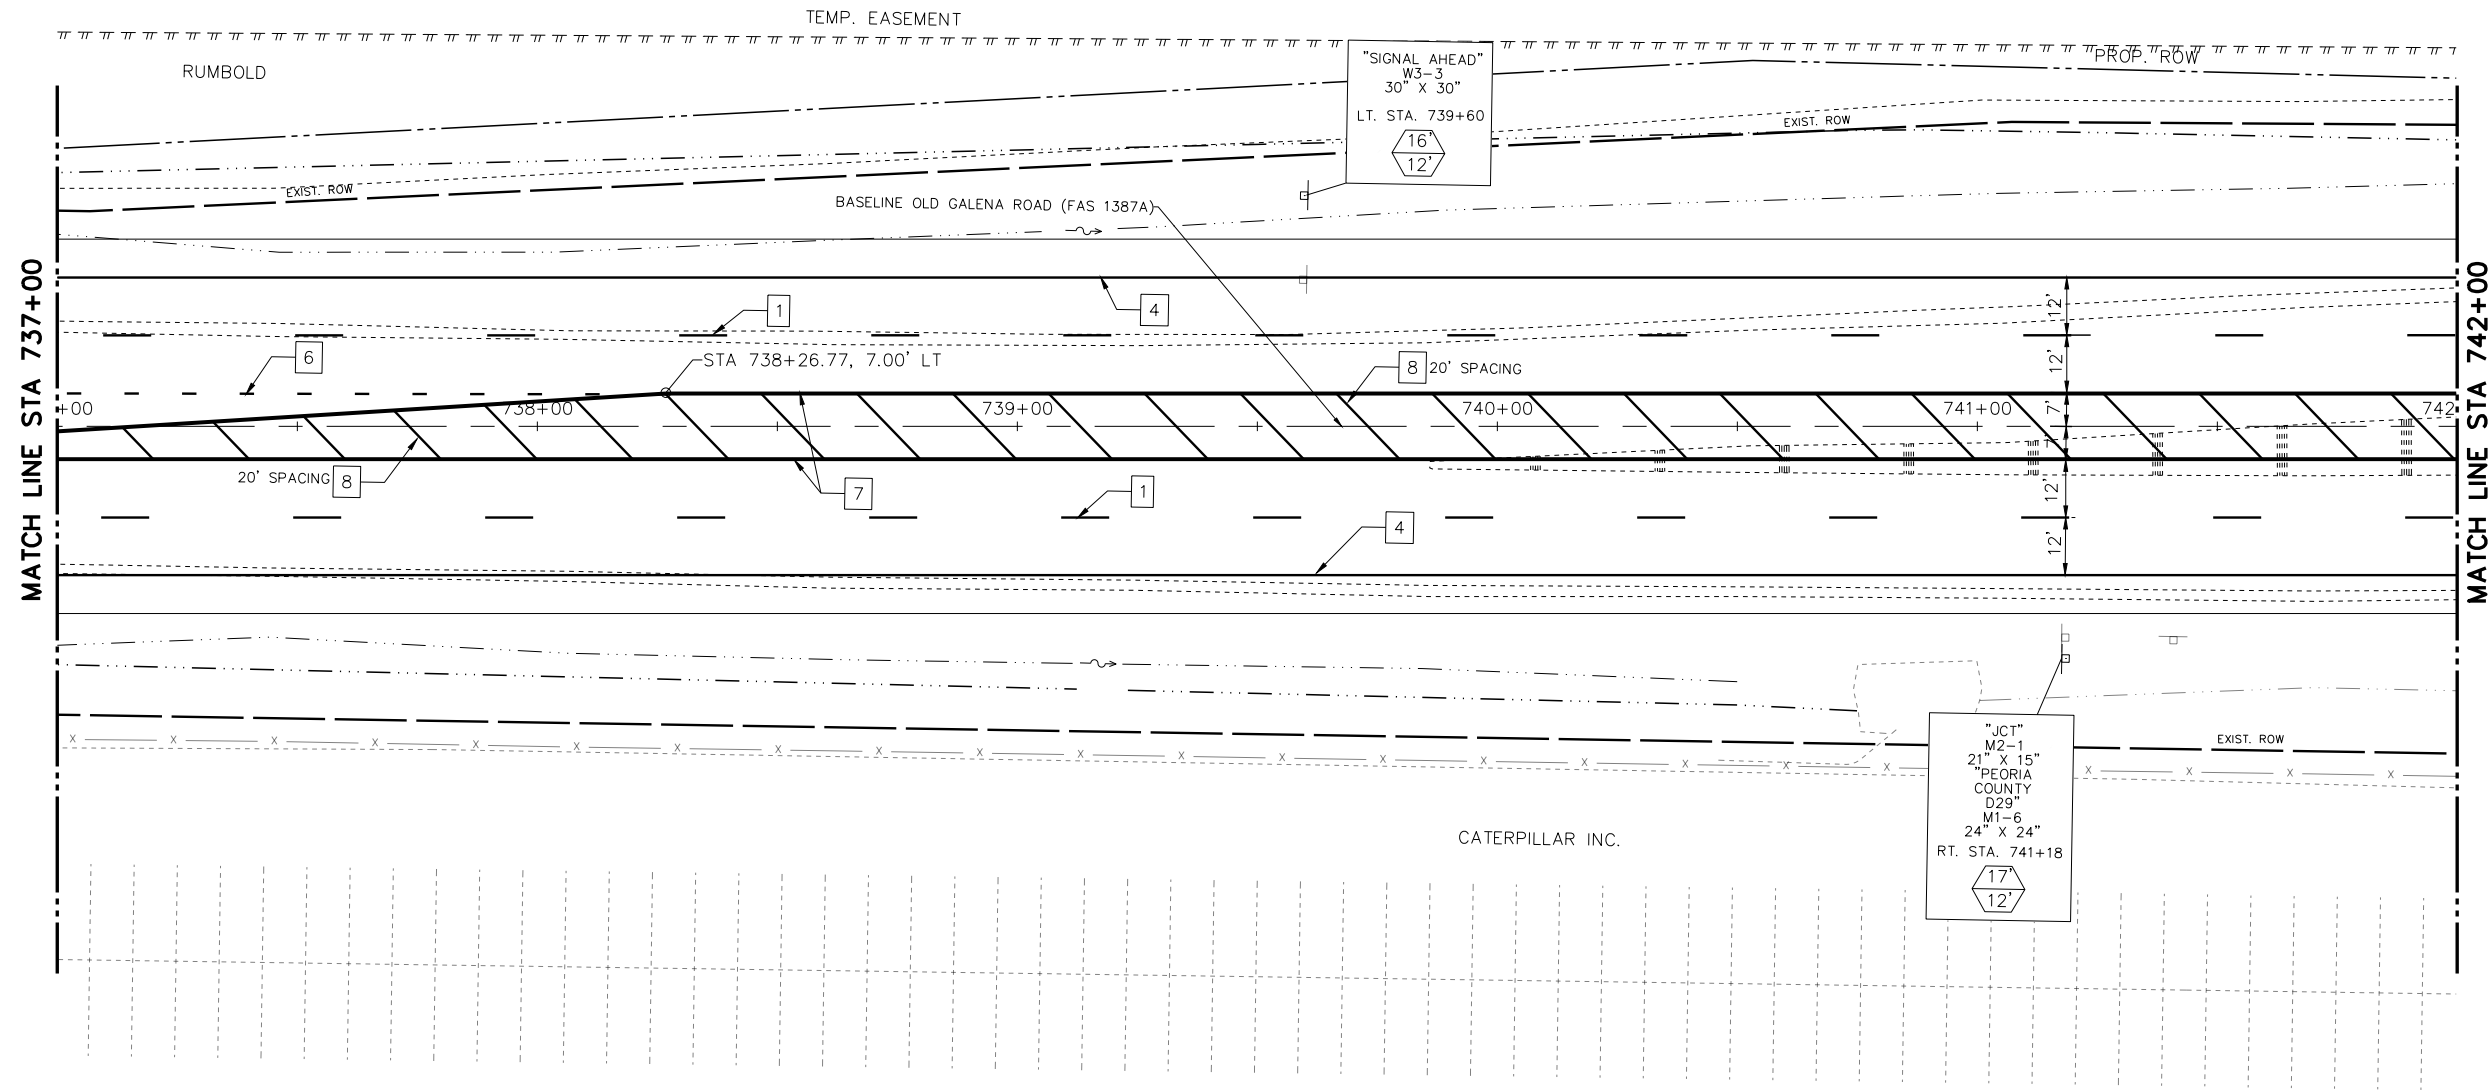 TEMP. EASEMENT
RUMBOLD
PROP. ROW
"SIGNAL AHEAD"
W3-3
30" X 30"
LT. STA. 739+60
16'
12'
EXIST. ROW
EXIST. ROW
BASELINE OLD GALENA ROAD (FAS 1387A)
MATCH LINE STA 737+00
MATCH LINE STA 742+00
1
4
12'
6
STA 738+26.77, 7.00' LT
8 20' SPACING
12'
+00
738+00
739+00
740+00
741+00
742
7'
7'
20' SPACING 8
7
1
12'
4
12'
EXIST. ROW
X X X X X X X X X X X X X X X X X X X X X X X
"JCT"
M2-1
21" X 15"
"PEORIA
COUNTY
D29"
M1-6
24" X 24"
RT. STA. 741+18
17'
12'
CATERPILLAR INC.